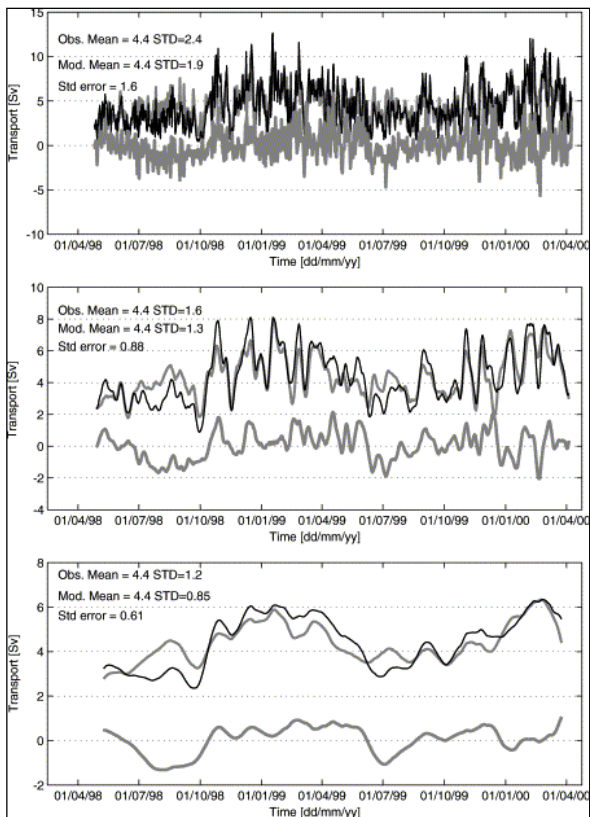 15
Obs. Mean = 4.4 STD=2.4
10
Mod. Mean = 4.4 STD=1.9
Std error = 1.6
5
0
-5
-10
Transport [Sv]
01/04/98 01/07/98 01/10/98 01/01/99 01/04/99 01/07/99 01/10/99 01/01/00 01/04/00
Time [dd/mm/yy]
10
Obs. Mean = 4.4 STD=1.6
8
Mod. Mean = 4.4 STD=1.3
Std error = 0.88
6
4
2
0
-2
-4
Transport [Sv]
01/04/98 01/07/98 01/10/98 01/01/99 01/04/99 01/07/99 01/10/99 01/01/00 01/04/00
Time [dd/mm/yy]
8
Obs. Mean = 4.4 STD=1.2
Mod. Mean = 4.4 STD=0.85
6
Std error = 0.61
4
2
0
-2
Transport [Sv]
01/04/98 01/07/98 01/10/98 01/01/99 01/04/99 01/07/99 01/10/99 01/01/00 01/04/00
Time [dd/mm/yy]